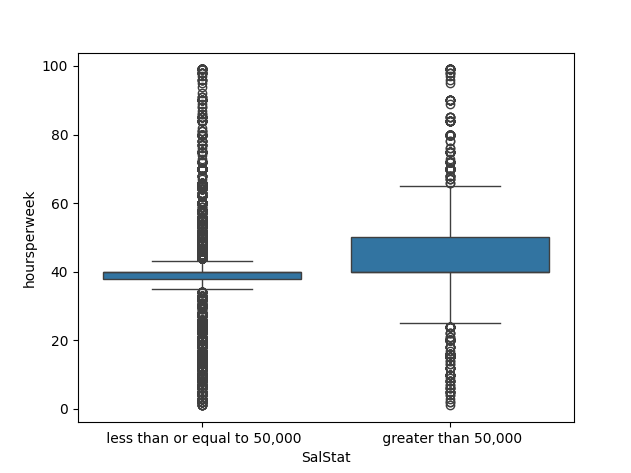 100
80
60
40
20
0
hoursperweek
less than or equal to 50,000
greater than 50,000
SalStat